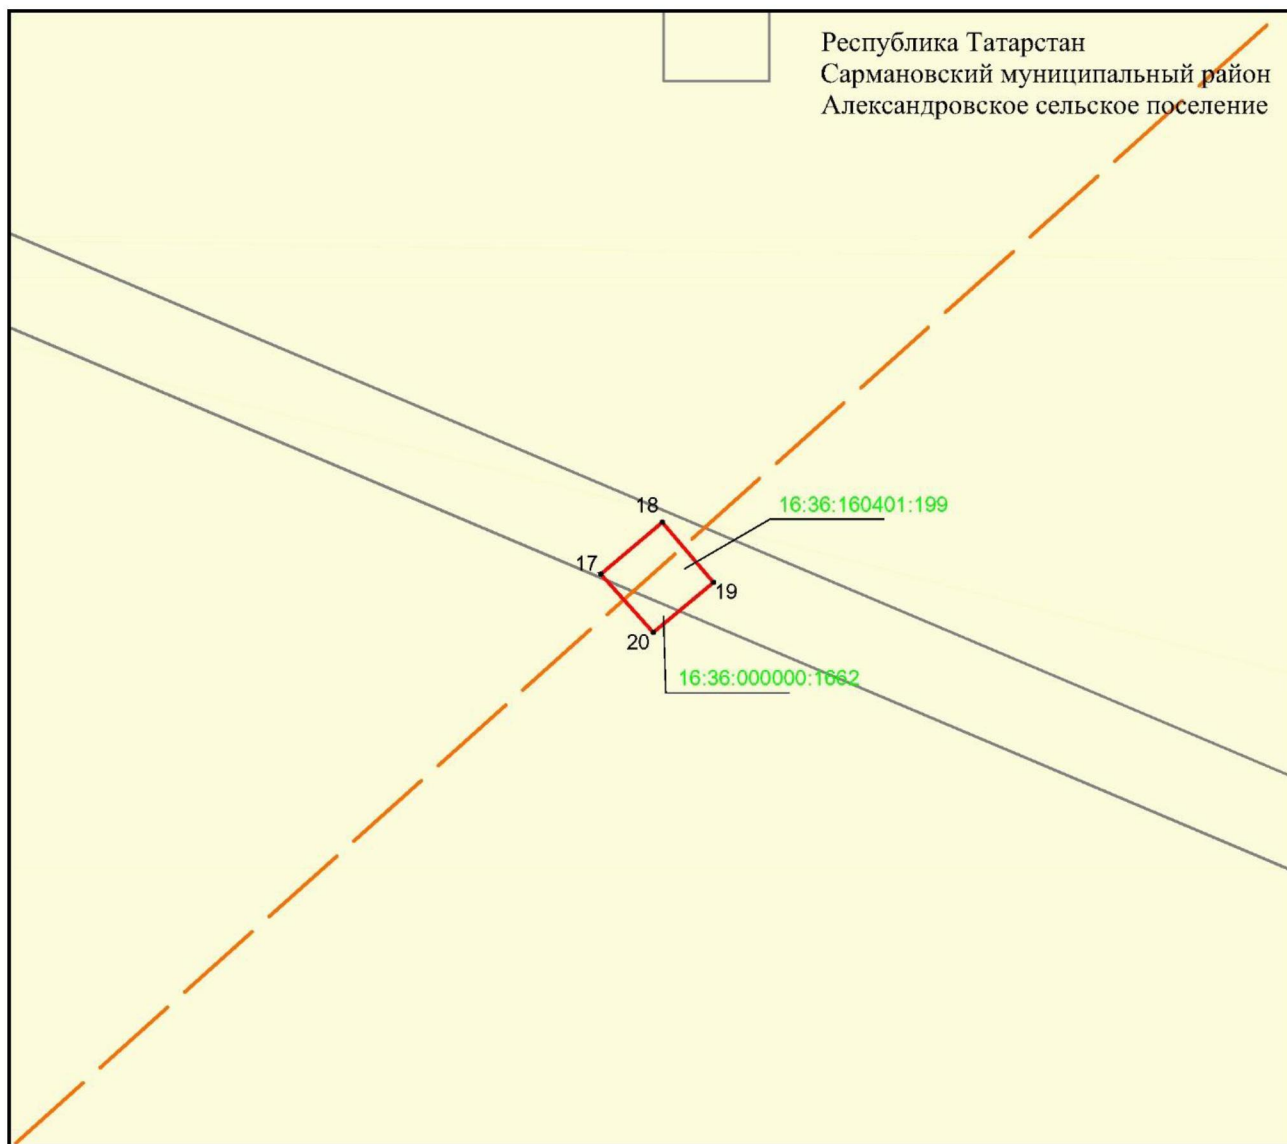 Республика Татарстан
Сармановский муниципальный район
Александровское сельское поселение
18
16:36:160401:199
17
19
20
16:36:000000:1662